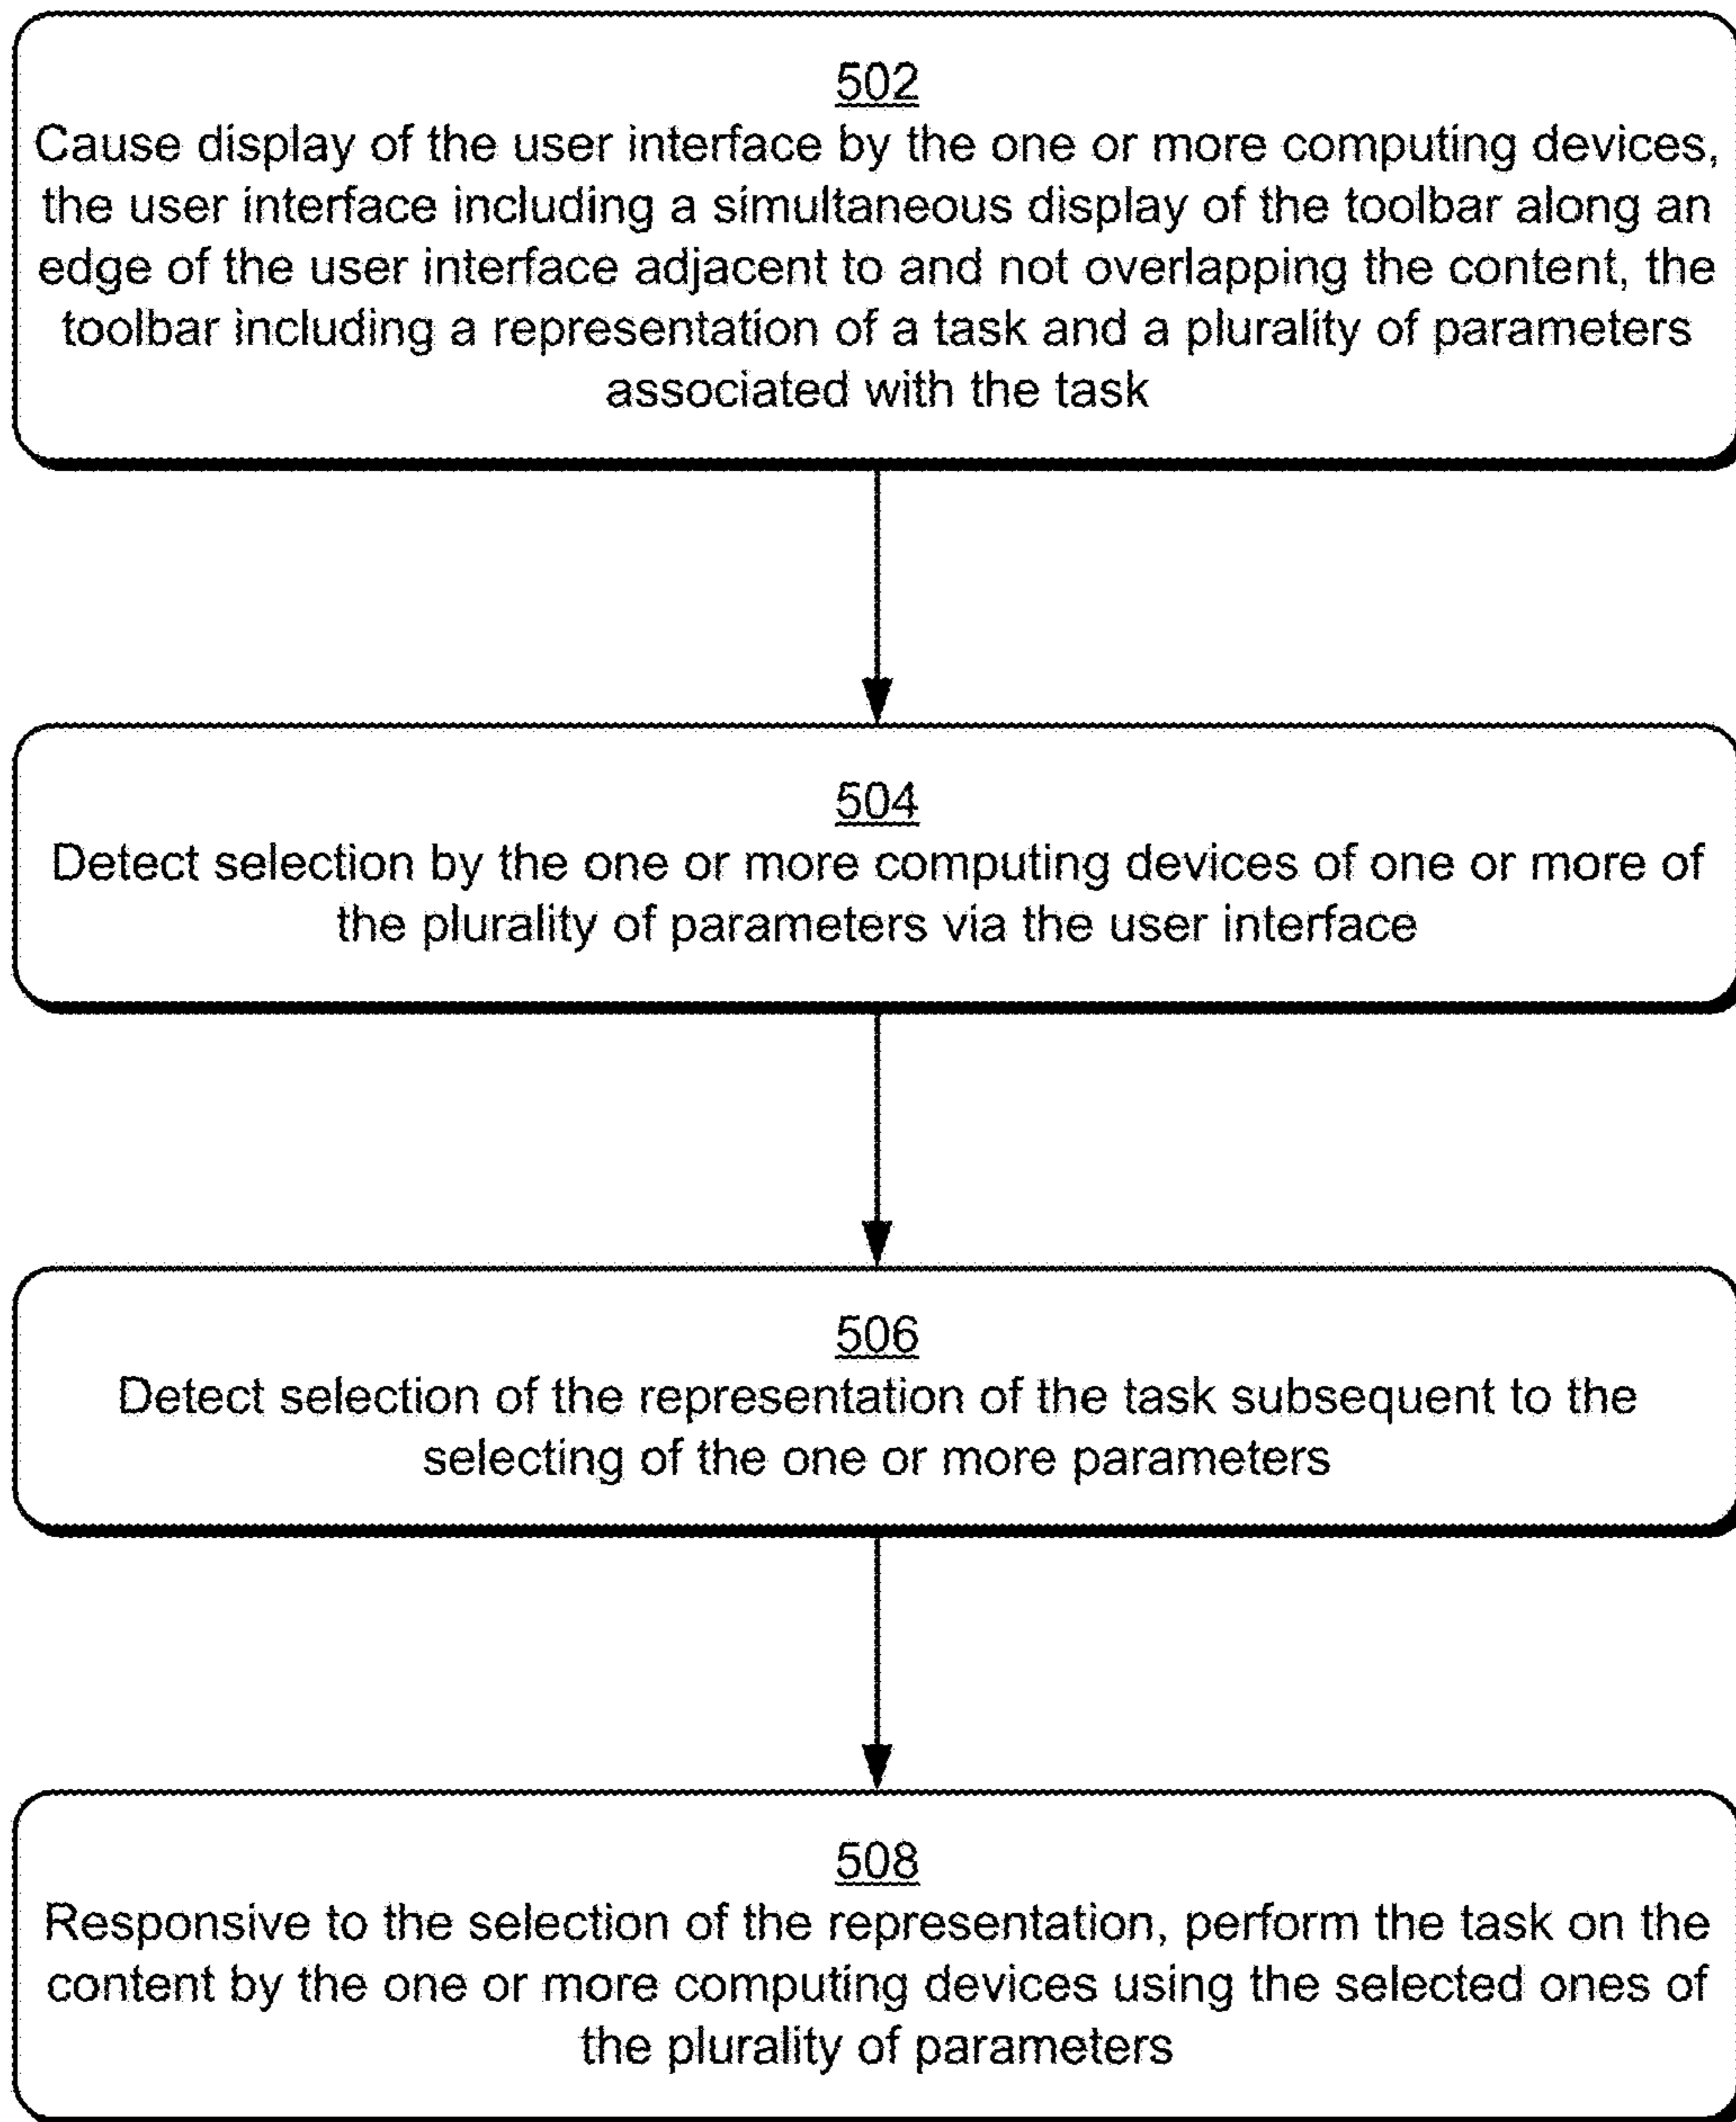 502
Cause display of the user interface by the one or more computing devices,
the user interface including a simultaneous display of the toolbar along an
edge of the user interface adjacent to and not overlapping the content, the
toolbar including a representation of a task and a plurality of parameters
associated with the task
504
Detect selection by the one or more computing devices of one or more of
the plurality of parameters via the user interface
506
Detect selection of the representation of the task subsequent to the
selecting of the one or more parameters
508
Responsive to the selection of the representation, perform the task on the
content by the one or more computing devices using the selected ones of
the plurality of parameters